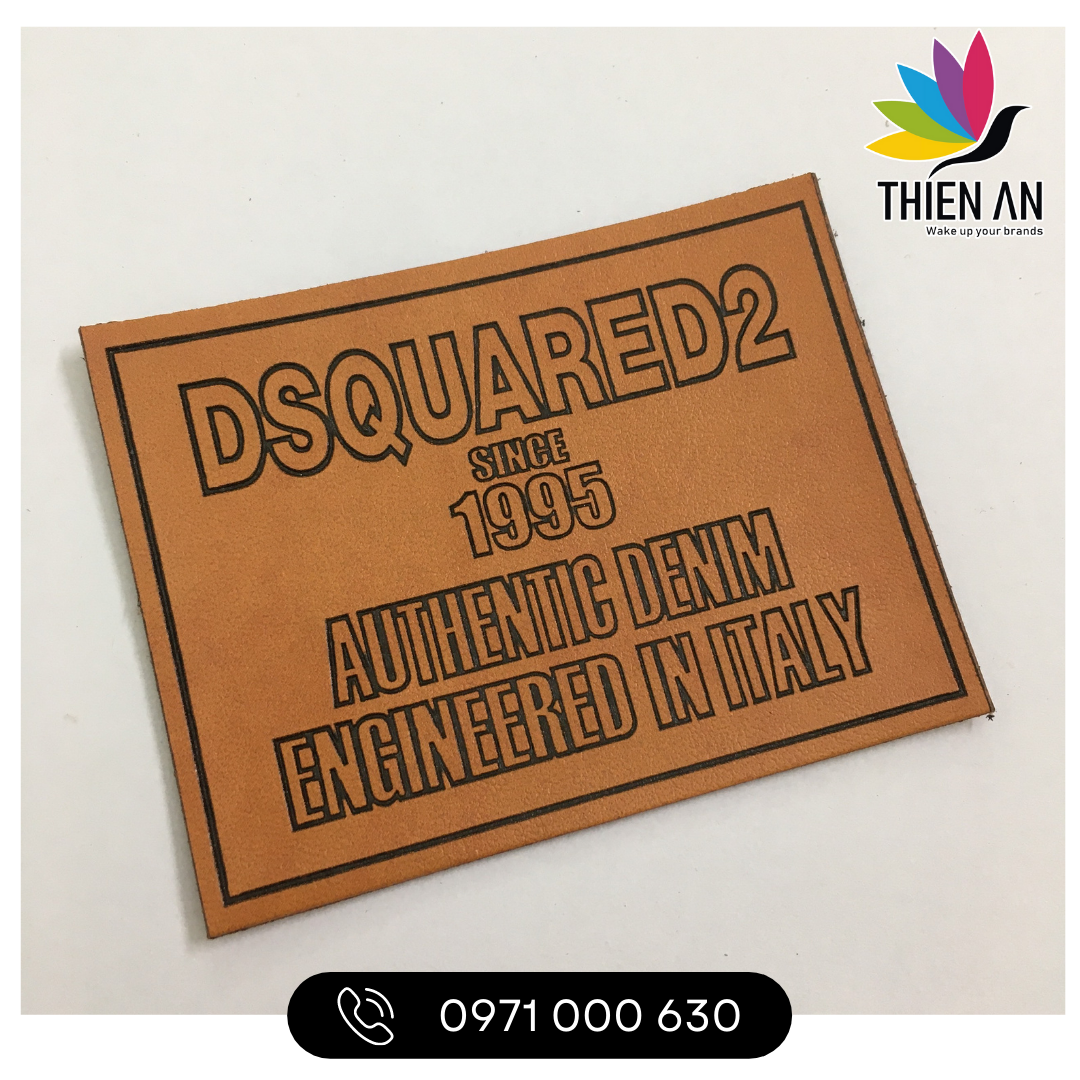 THIEN AN
Wake up your brands
DSQUARED2
SINCE
1995
AUTHENTIC DENIM
ENGINEERED IN ITALY
0971 000 630